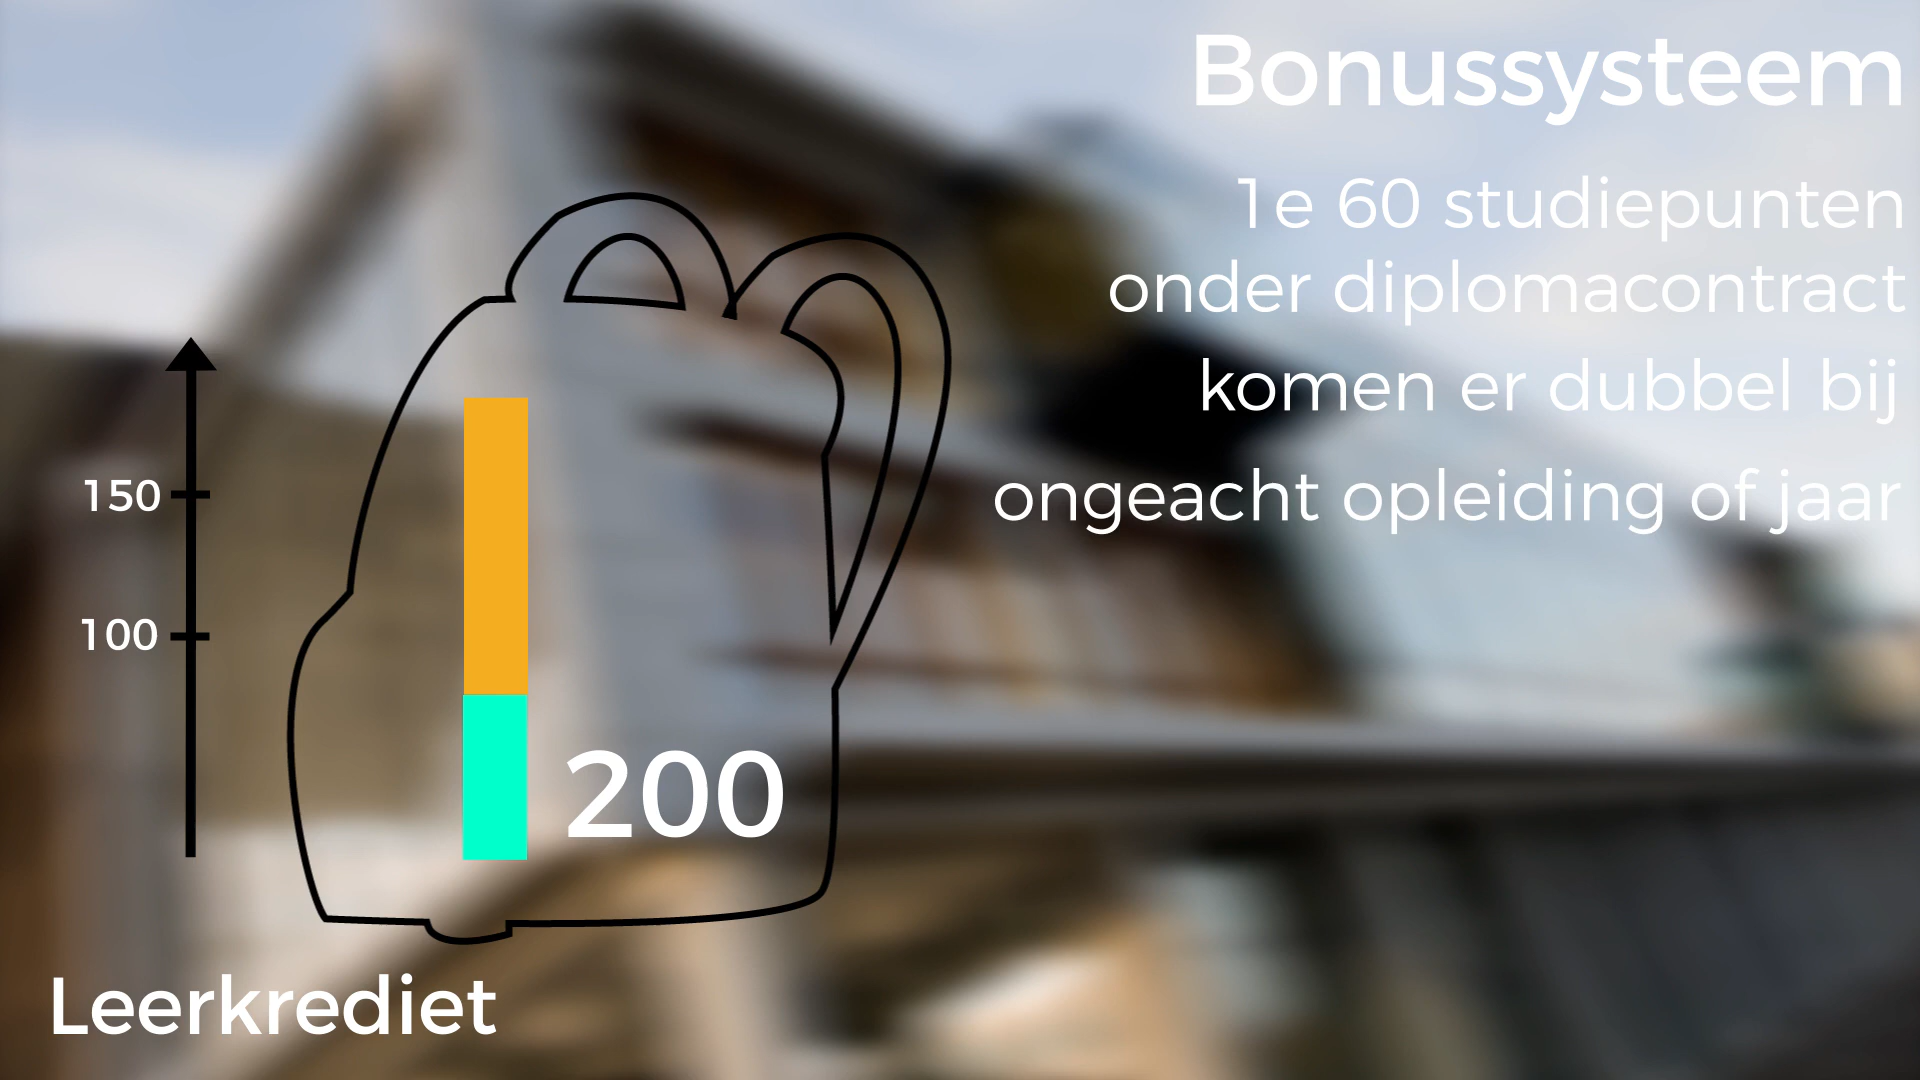 Bonussysteem
1e 60 studiepunten
onder diplomacontract
komen er dubbel bij
ongeacht opleiding of jaar
150
100
200
Leerkrediet